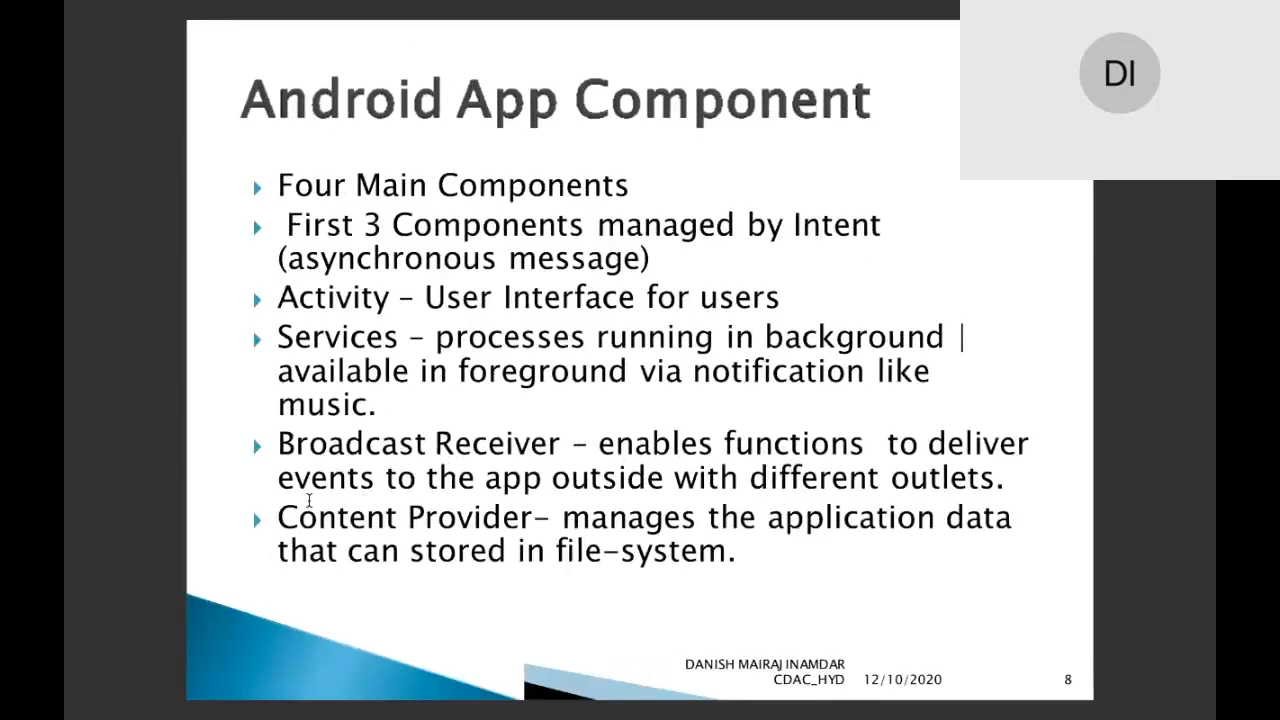 Android App Component
DI
Four Main Components
First 3 Components managed by Intent
(asynchronous message)
Activity – User Interface for users
Services – processes running in background |
available in foreground via notification like
music.
Broadcast Receiver – enables functions to deliver
events to the app outside with different outlets.
Content Provider– manages the application data
that can stored in file-system.
DANISH MAIRAJ INAMDAR
CDAC_HYD 12/10/2020 8